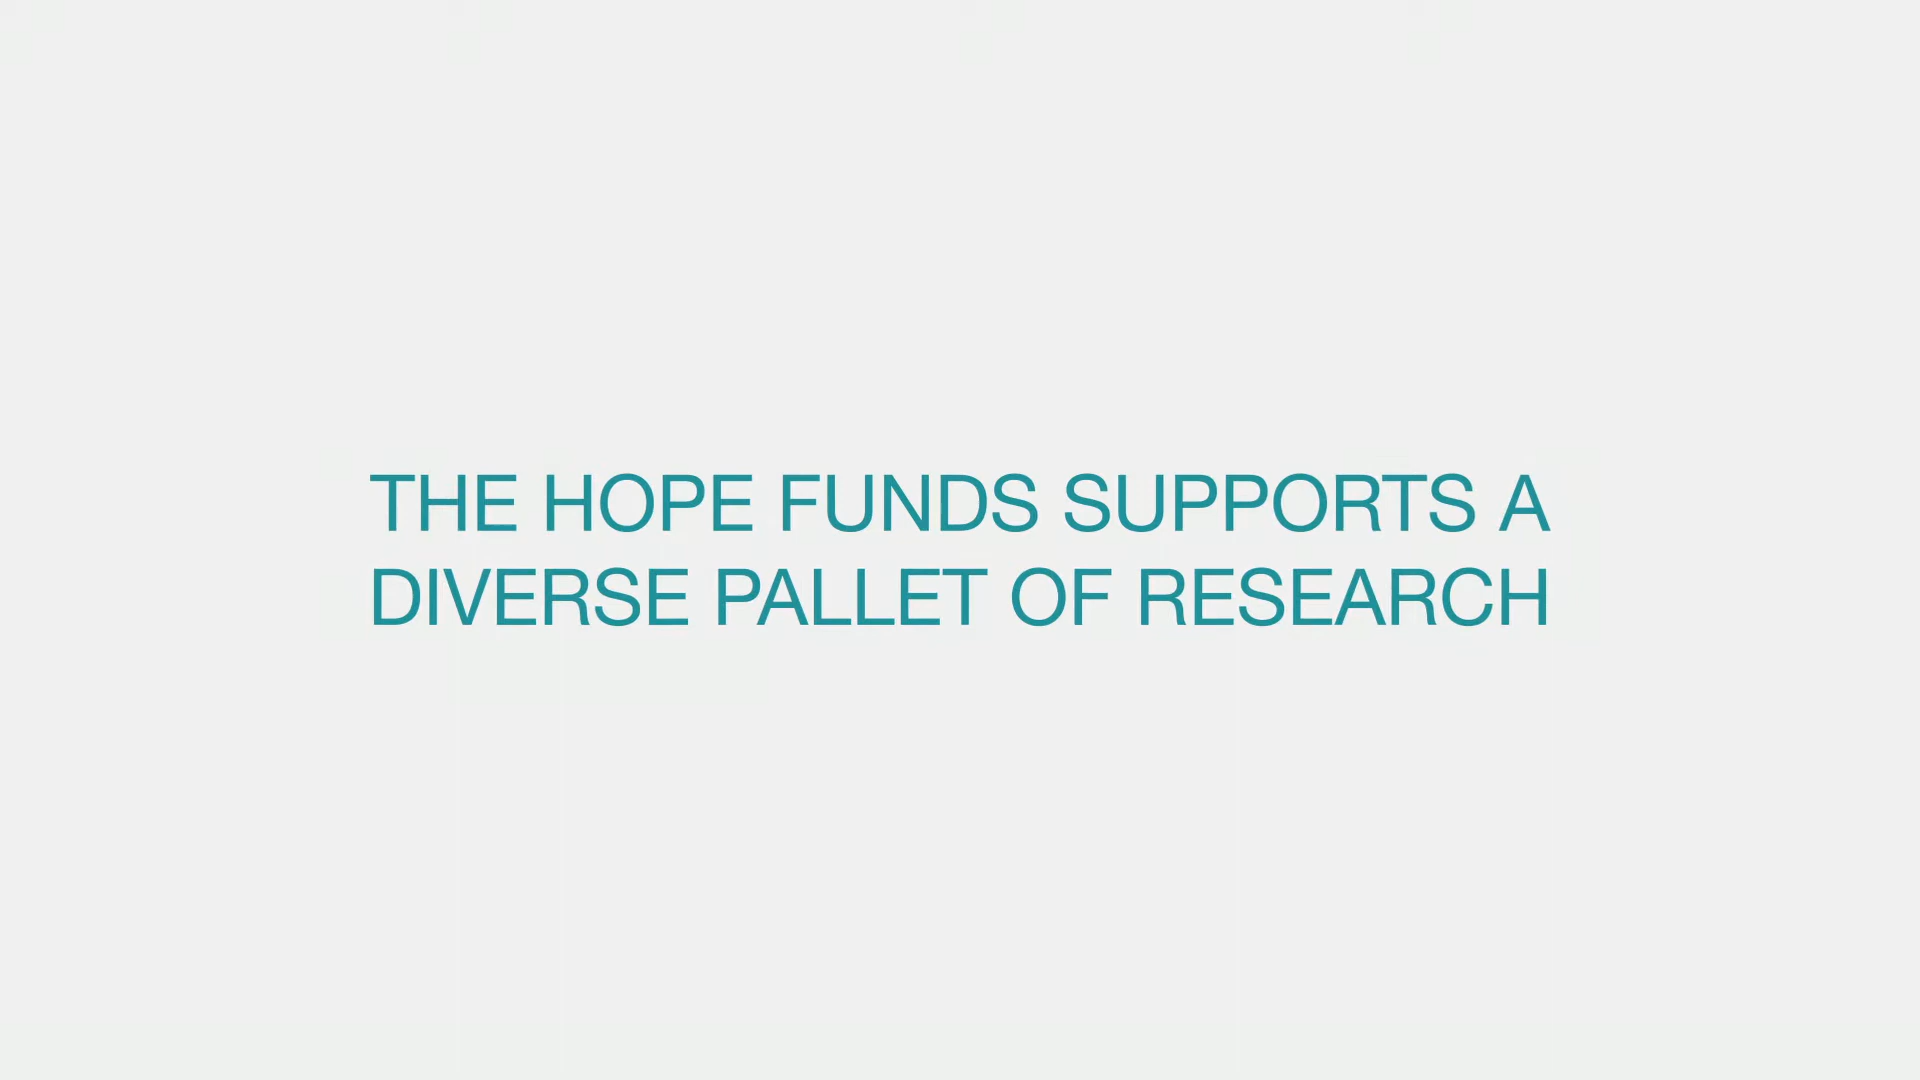 THE HOPE FUNDS SUPPORTS A
DIVERSE PALLET OF RESEARCH